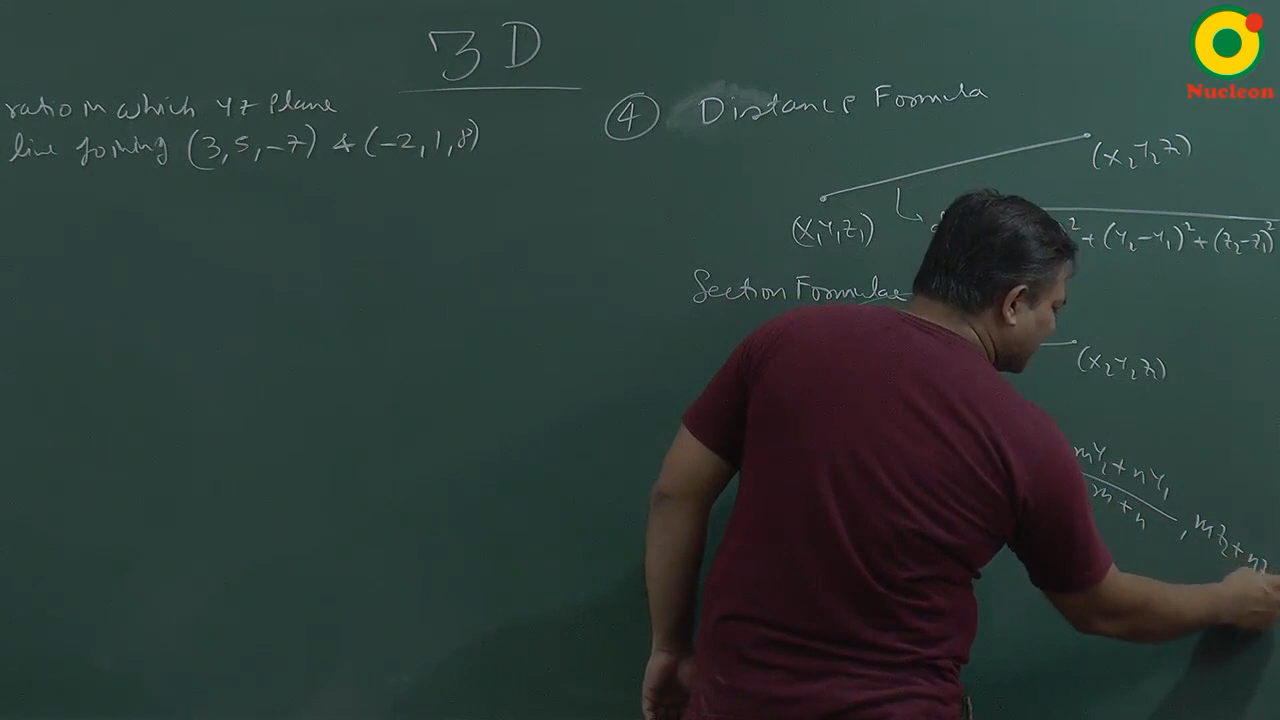 3D
ratio in which YZ Plane
line joining (3, 5, -7) & (-2, 1, 8)
④ Distance Formula
(X₂ Y₂ Z₂)
(X₁ Y₁ Z₁)
² + (Y₂ - Y₁)² + (Z₂ - Z₁)²
Section Formulae
(X₂ Y₂ Z₂)
mY₂ + nY₁
m + n
, mZ₂ + nZ
Nucleon